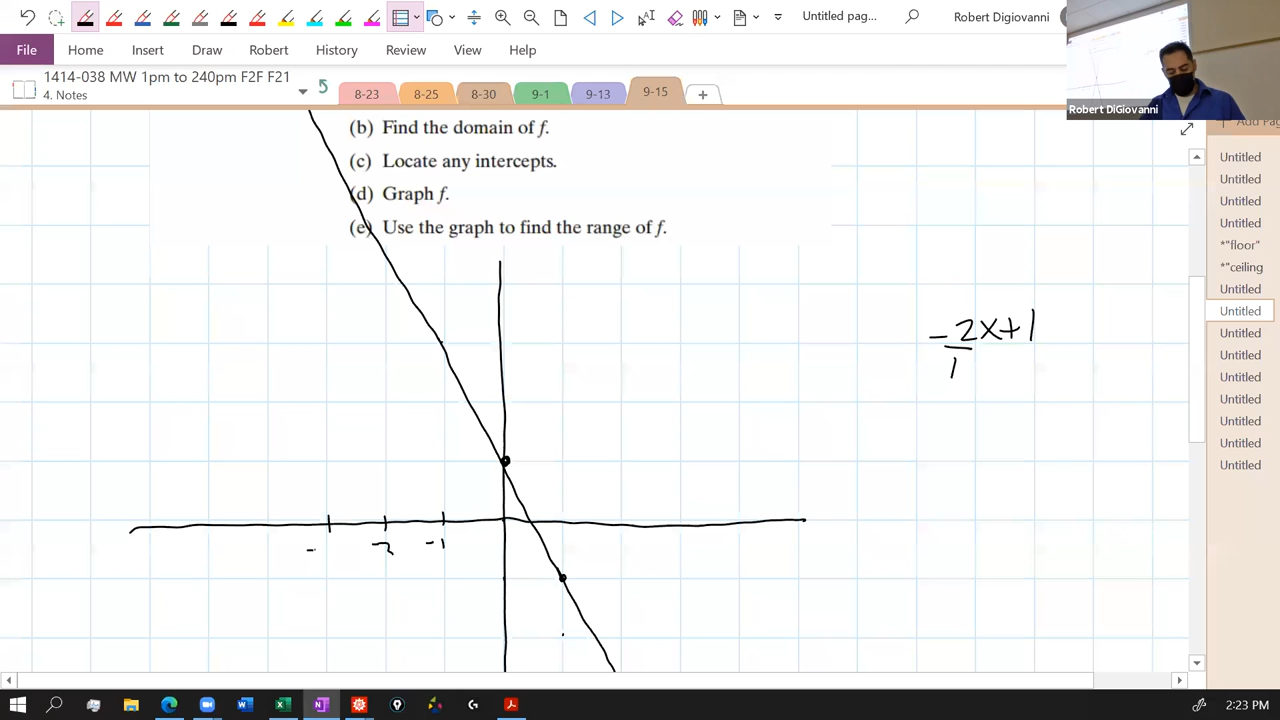 Untitled pag...
Robert Digiovanni
File
Home
Insert
Draw
Robert
History
Review
View
Help
1414-038 MW 1pm to 240pm F2F F21
4. Notes
8-23
8-25
8-30
9-1
9-13
9-15
Robert DiGiovanni
Add Pag
(b) Find the domain of f.
(c) Locate any intercepts.
(d) Graph f.
(e) Use the graph to find the range of f.
-2x+1
1
-
-2
-1
Untitled
Untitled
Untitled
Untitled
*"floor"
*"ceiling
Untitled
Untitled
Untitled
Untitled
Untitled
Untitled
Untitled
Untitled
Untitled
2:23 PM